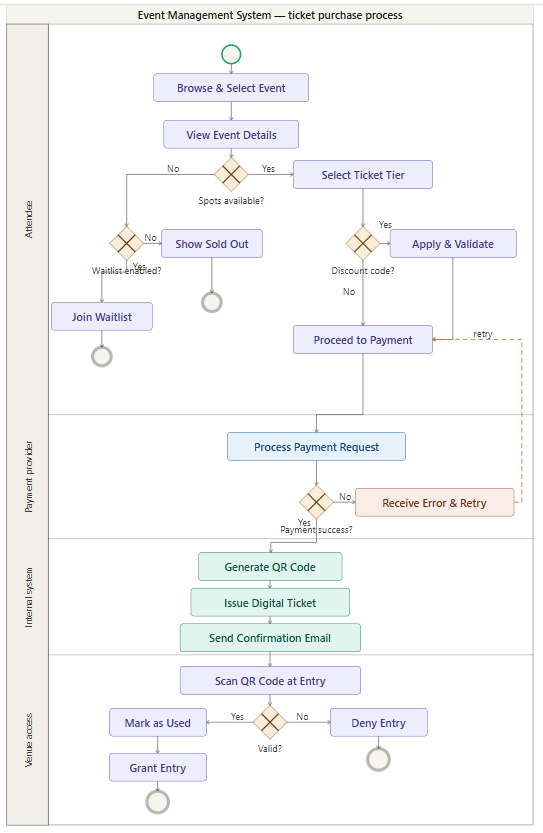 Event Management System — ticket purchase process
Attendee
Browse & Select Event
View Event Details
No
Yes
Spots available?
Select Ticket Tier
No
Show Sold Out
Yes
Waitlist enabled?
Join Waitlist
Yes
Apply & Validate
Discount code?
No
Proceed to Payment
retry
Payment provider
Process Payment Request
No
Receive Error & Retry
Yes
Payment success?
Internal system
Generate QR Code
Issue Digital Ticket
Send Confirmation Email
Venue access
Scan QR Code at Entry
Mark as Used
Yes
No
Deny Entry
Valid?
Grant Entry